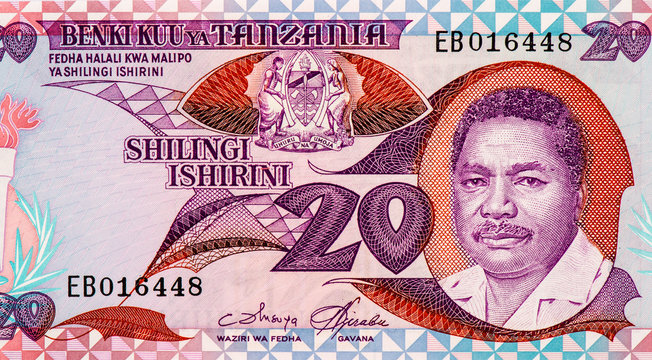 20
BENKI KUU YA TANZANIA
EB016448
20
FEDHA HALALI KWA MALIPO
YA SHILINGI ISHIRINI
UHURU NA UMOJA
SHILINGI
ISHIRINI
20
EB016448
20
WAZIRI WA FEDHA
GAVANA